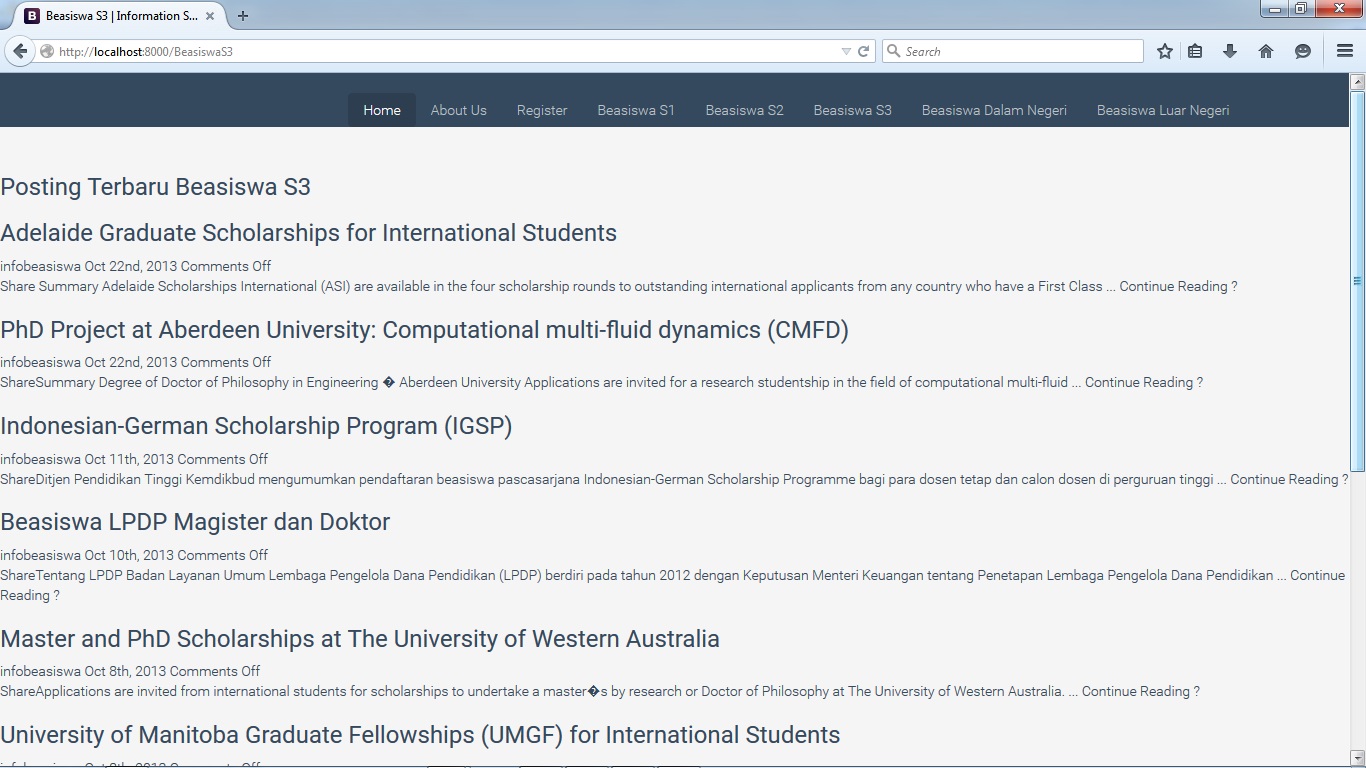 Beasiswa S3 | Information S...
http://localhost:8000/BeasiswaS3
Search
Home About Us Register Beasiswa S1 Beasiswa S2 Beasiswa S3 Beasiswa Dalam Negeri Beasiswa Luar Negeri
Posting Terbaru Beasiswa S3
Adelaide Graduate Scholarships for International Students
infobeasiswa Oct 22nd, 2013 Comments Off
Share Summary Adelaide Scholarships International (ASI) are available in the four scholarship rounds to outstanding international applicants from any country who have a First Class ... Continue Reading ?
PhD Project at Aberdeen University: Computational multi-fluid dynamics (CMFD)
infobeasiswa Oct 22nd, 2013 Comments Off
ShareSummary Degree of Doctor of Philosophy in Engineering � Aberdeen University Applications are invited for a research studentship in the field of computational multi-fluid ... Continue Reading ?
Indonesian-German Scholarship Program (IGSP)
infobeasiswa Oct 11th, 2013 Comments Off
ShareDitjen Pendidikan Tinggi Kemdikbud mengumumkan pendaftaran beasiswa pascasarjana Indonesian-German Scholarship Programme bagi para dosen tetap dan calon dosen di perguruan tinggi ... Continue Reading ?
Beasiswa LPDP Magister dan Doktor
infobeasiswa Oct 10th, 2013 Comments Off
ShareTentang LPDP Badan Layanan Umum Lembaga Pengelola Dana Pendidikan (LPDP) berdiri pada tahun 2012 dengan Keputusan Menteri Keuangan tentang Penetapan Lembaga Pengelola Dana Pendidikan ... Continue
Reading ?
Master and PhD Scholarships at The University of Western Australia
infobeasiswa Oct 8th, 2013 Comments Off
ShareApplications are invited from international students for scholarships to undertake a master�s by research or Doctor of Philosophy at The University of Western Australia. ... Continue Reading ?
University of Manitoba Graduate Fellowships (UMGF) for International Students